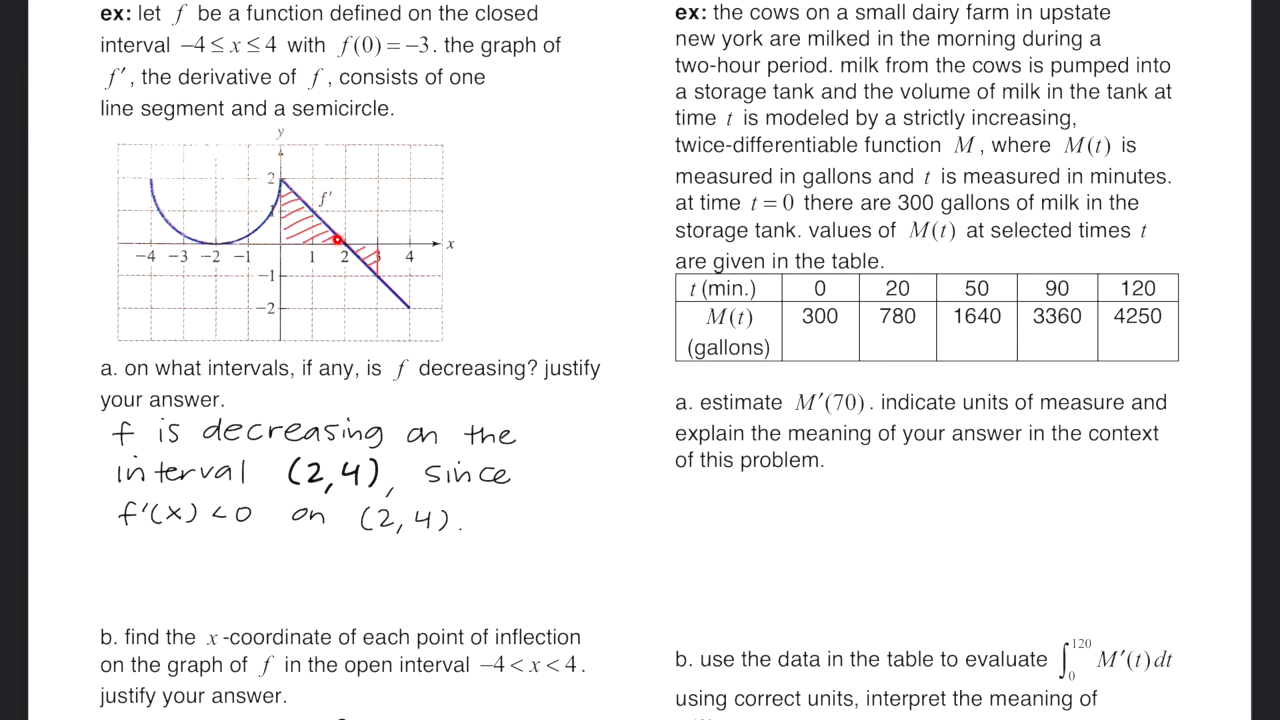 ex: let f be a function defined on the closed
interval −4 ≤ x ≤ 4 with f(0) = −3. the graph of
f′, the derivative of f, consists of one
line segment and a semicircle.
y
2
f′
1
x
−4 −3 −2 −1 1 2 3 4
−1
−2
a. on what intervals, if any, is f decreasing? justify
your answer.
f is decreasing on the
interval (2,4), since
f′(x) < 0 on (2,4).
b. find the x-coordinate of each point of inflection
on the graph of f in the open interval −4 < x < 4.
justify your answer.
ex: the cows on a small dairy farm in upstate
new york are milked in the morning during a
two-hour period. milk from the cows is pumped into
a storage tank and the volume of milk in the tank at
time t is modeled by a strictly increasing,
twice-differentiable function M, where M(t) is
measured in gallons and t is measured in minutes.
at time t = 0 there are 300 gallons of milk in the
storage tank. values of M(t) at selected times t
are given in the table.
t (min.) 0 20 50 90 120
M(t) 300 780 1640 3360 4250
(gallons)
a. estimate M′(70). indicate units of measure and
explain the meaning of your answer in the context
of this problem.
b. use the data in the table to evaluate ∫₀¹²⁰ M′(t) dt
using correct units, interpret the meaning of